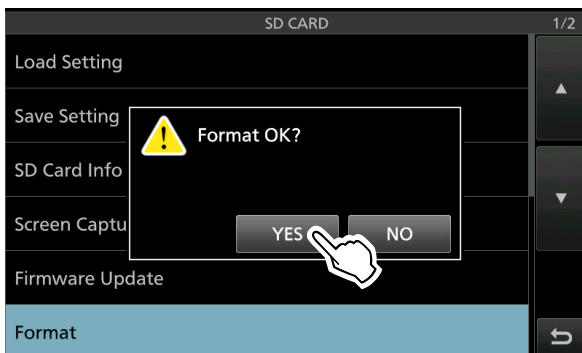 SD CARD
1/2
Load Setting
Save Setting
SD Card Info
Screen Captu
Firmware Update
Format
Format OK?
YES
NO